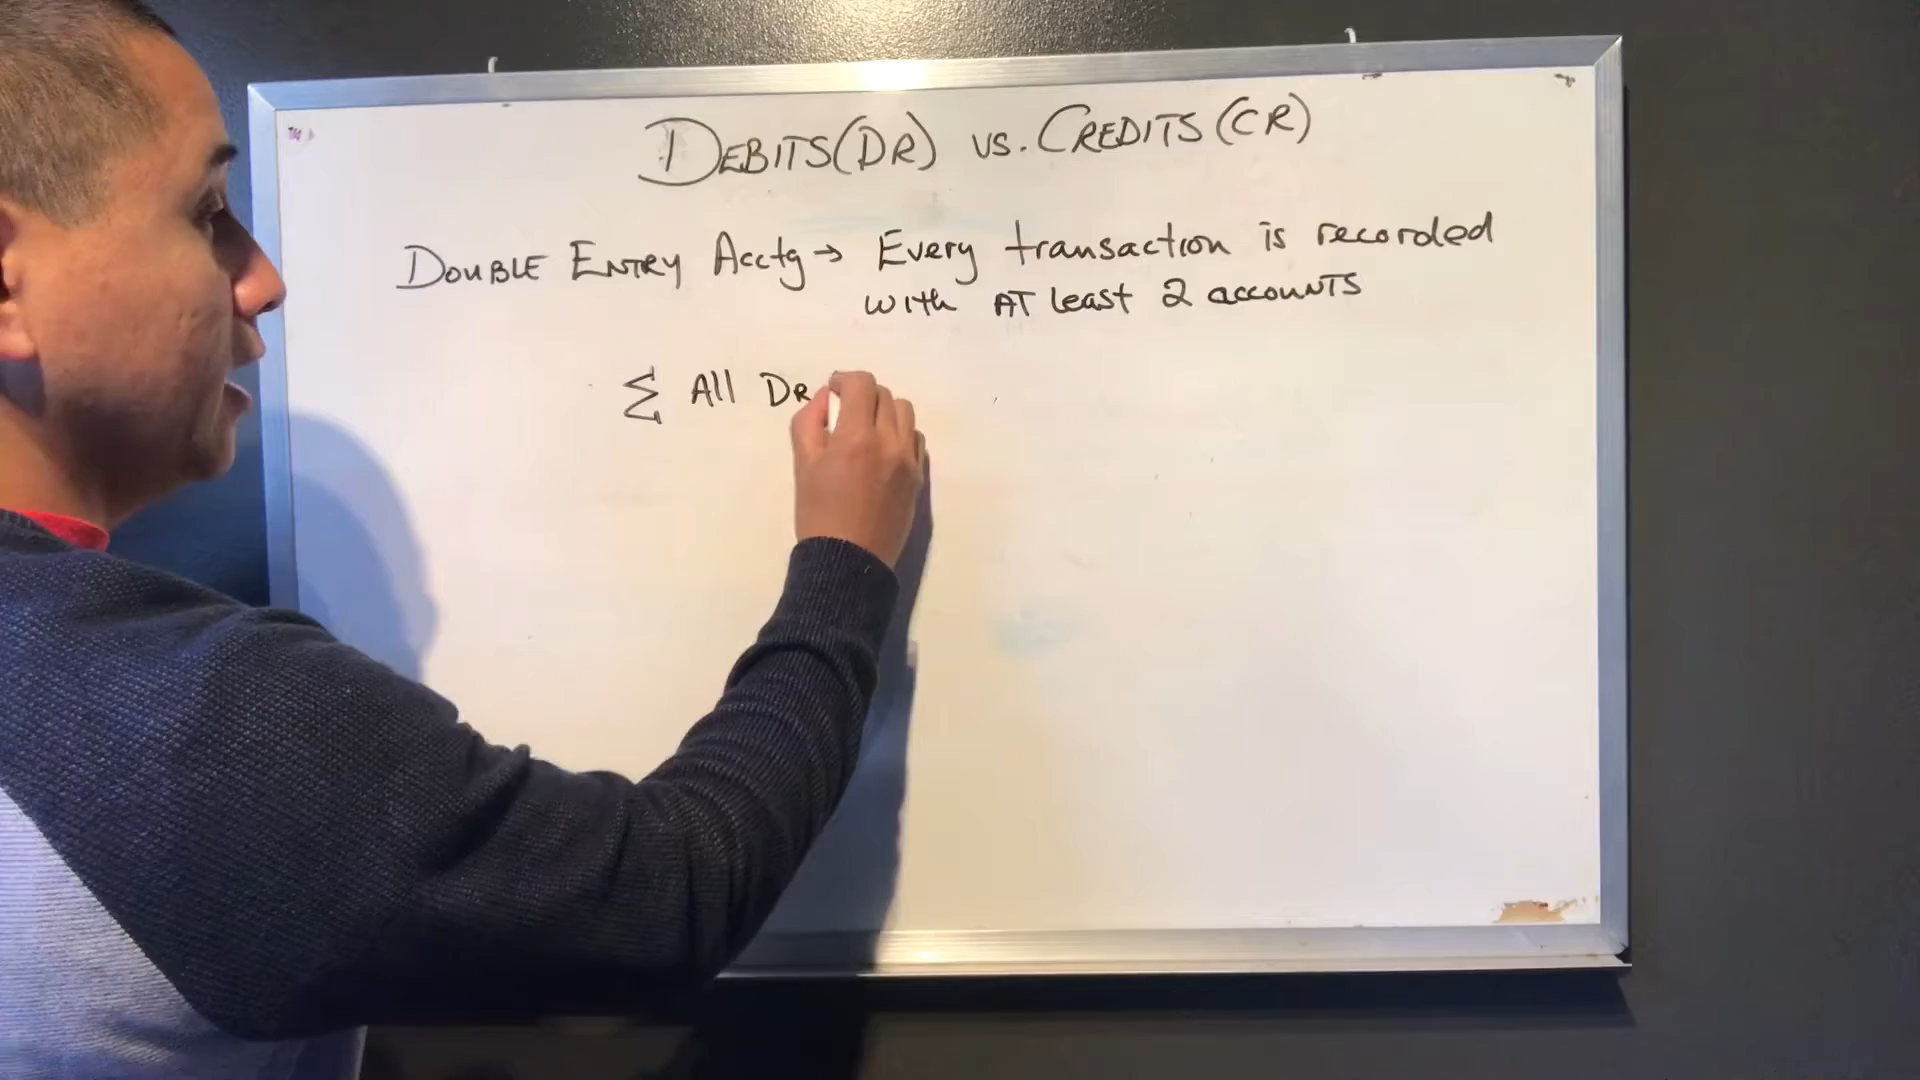 DEBITS (DR) VS. CREDITS (CR)
DOUBLE ENTRY Acctg → Every transaction is recorded
with AT least 2 accounTS
Σ All DR